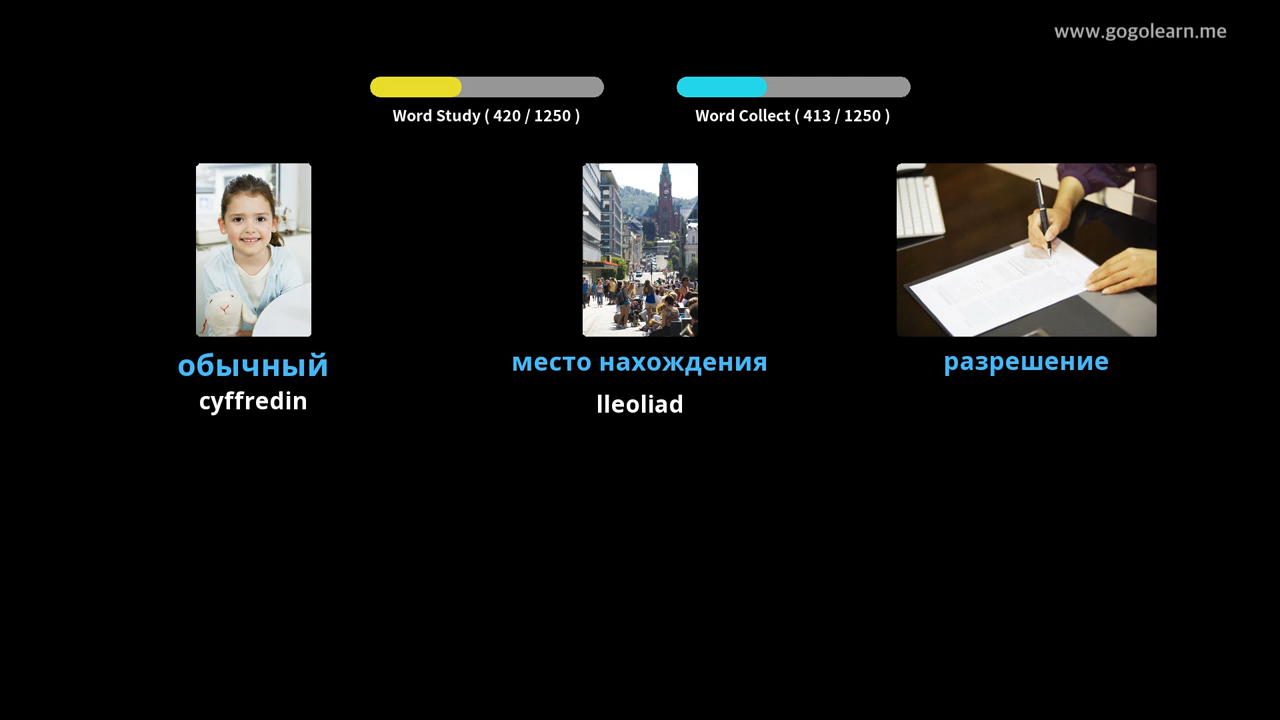 www.gogolearn.me
Word Study ( 420 / 1250 )
Word Collect ( 413 / 1250 )
обычный
cyffredin
место нахождения
lleoliad
разрешение